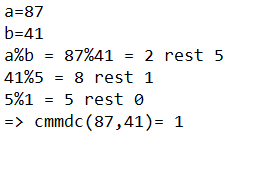 a=87
b=41
a%b = 87%41 = 2 rest 5
41%5 = 8 rest 1
5%1 = 5 rest 0
=> cmmdc(87,41)= 1